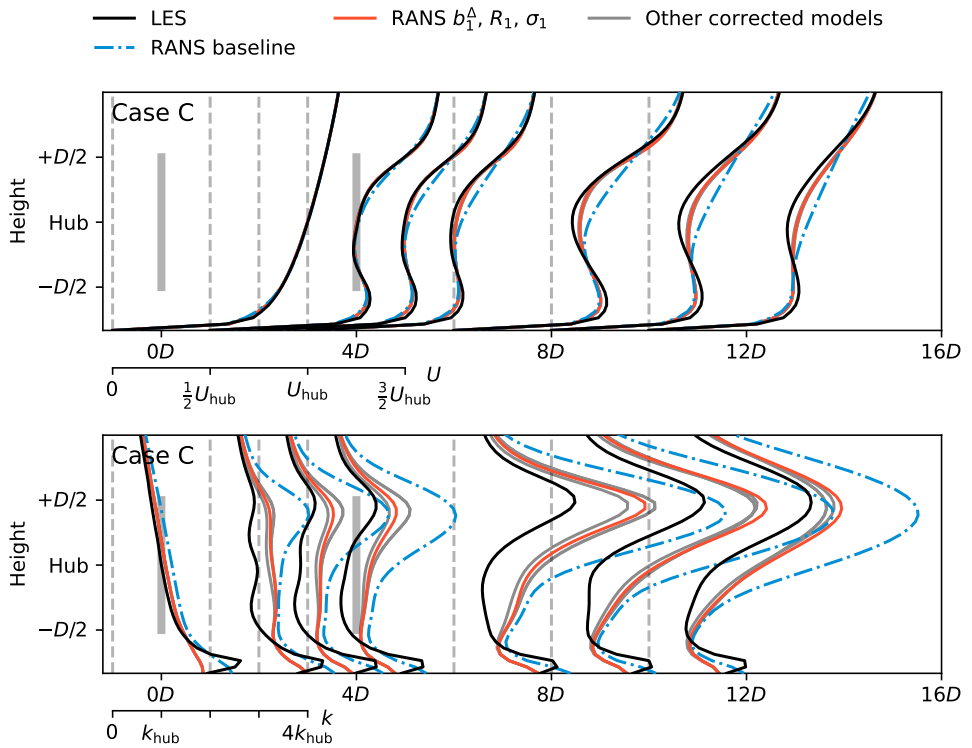 LES
RANS baseline
RANS b₁^Δ, R₁, σ₁
Other corrected models
Case C
Height
+D/2
Hub
−D/2
0D 4D 8D 12D 16D
0 ½U_hub U_hub 3/2 U_hub U
Case C
Height
+D/2
Hub
−D/2
0D 4D 8D 12D 16D
0 k_hub 4k_hub k